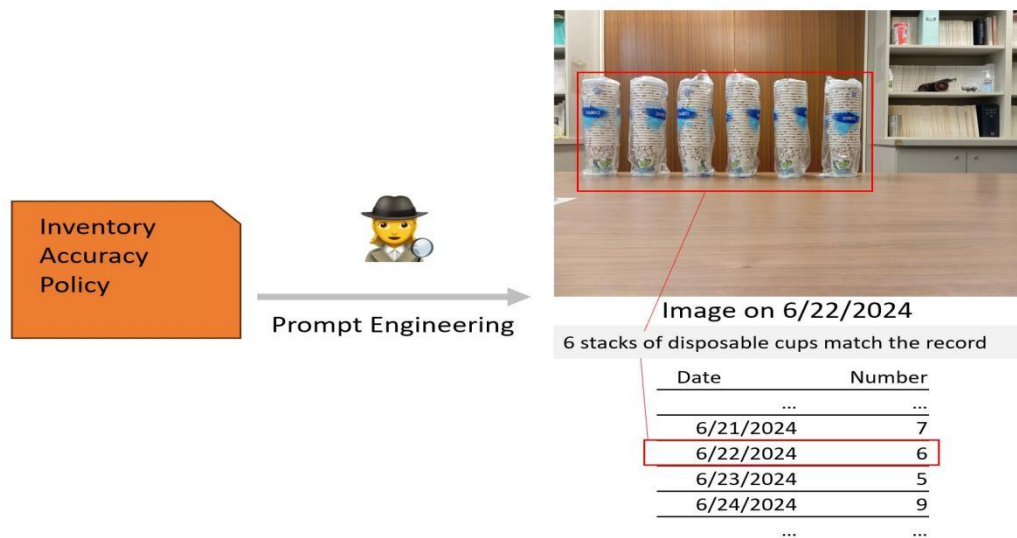 Inventory
Accuracy
Policy
Prompt Engineering
Image on 6/22/2024
6 stacks of disposable cups match the record
Date Number
... ...
6/21/2024 7
6/22/2024 6
6/23/2024 5
6/24/2024 9
... ...